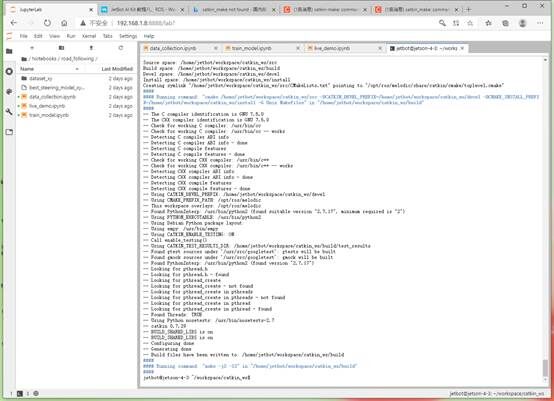 JupyterLab
JetBot AI Kit 教程八、ROS - W
catkin_make not found - 国内版
catkin_make: commun
catkin_make: commun
不安全
192.168.1.8:8888/lab?
File Edit View Run Kernel Tabs Settings Help
/ Notebooks / road_following /
Name Last Modified
dataset_xy 2 days ago
best_steering_model_xy... 2 days ago
data_collection.ipynb 2 days ago
live_demo.ipynb 2 days ago
train_model.ipynb 2 days ago
data_collection.ipynb
train_model.ipynb
live_demo.ipynb
jetbot@jetson-4-3: ~/works
Source space: /home/jetbot/workspace/catkin_ws/src
Build space: /home/jetbot/workspace/catkin_ws/build
Devel space: /home/jetbot/workspace/catkin_ws/devel
Install space: /home/jetbot/workspace/catkin_ws/install
Creating symlink "/home/jetbot/workspace/catkin_ws/src/CMakeLists.txt" pointing to "/opt/ros/melodic/share/catkin/cmake/toplevel.cmake"
####
#### Running command: "cmake /home/jetbot/workspace/catkin_ws/src -DCATKIN_DEVEL_PREFIX=/home/jetbot/workspace/catkin_ws/devel -DCMAKE_INSTALL_PREFI
X=/home/jetbot/workspace/catkin_ws/install -G Unix Makefiles" in "/home/jetbot/workspace/catkin_ws/build"
####
-- The C compiler identification is GNU 7.5.0
-- The CXX compiler identification is GNU 7.5.0
-- Check for working C compiler: /usr/bin/cc
-- Check for working C compiler: /usr/bin/cc -- works
-- Detecting C compiler ABI info
-- Detecting C compiler ABI info - done
-- Detecting C compile features
-- Detecting C compile features - done
-- Check for working CXX compiler: /usr/bin/c++
-- Check for working CXX compiler: /usr/bin/c++ -- works
-- Detecting CXX compiler ABI info
-- Detecting CXX compiler ABI info - done
-- Detecting CXX compile features
-- Detecting CXX compile features - done
-- Using CATKIN_DEVEL_PREFIX: /home/jetbot/workspace/catkin_ws/devel
-- Using CMAKE_PREFIX_PATH: /opt/ros/melodic
-- This workspace overlays: /opt/ros/melodic
-- Found PythonInterp: /usr/bin/python2 (found suitable version "2.7.17", minimum required is "2")
-- Using PYTHON_EXECUTABLE: /usr/bin/python2
-- Using Debian Python package layout
-- Using empy: /usr/bin/empy
-- Using CATKIN_ENABLE_TESTING: ON
-- Call enable_testing()
-- Using CATKIN_TEST_RESULTS_DIR: /home/jetbot/workspace/catkin_ws/build/test_results
-- Found gtest sources under '/usr/src/googletest': gtests will be built
-- Found gmock sources under '/usr/src/googletest': gmock will be built
-- Found PythonInterp: /usr/bin/python2 (found version "2.7.17")
-- Looking for pthread.h
-- Looking for pthread.h - found
-- Looking for pthread_create
-- Looking for pthread_create - not found
-- Looking for pthread_create in pthreads
-- Looking for pthread_create in pthreads - not found
-- Looking for pthread_create in pthread
-- Looking for pthread_create in pthread - found
-- Found Threads: TRUE
-- Using Python nosetests: /usr/bin/nosetests-2.7
-- catkin 0.7.29
-- BUILD_SHARED_LIBS is on
-- BUILD_SHARED_LIBS is on
-- Configuring done
-- Generating done
-- Build files have been written to: /home/jetbot/workspace/catkin_ws/build
####
#### Running command: "make -j2 -l2" in "/home/jetbot/workspace/catkin_ws/build"
####
jetbot@jetson-4-3:~/workspace/catkin_ws$
jetbot@jetson-4-3: ~/workspace/catkin_ws